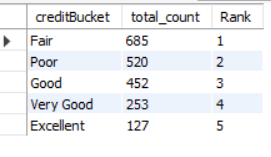 creditBucket total_count Rank
Fair 685 1
Poor 520 2
Good 452 3
Very Good 253 4
Excellent 127 5